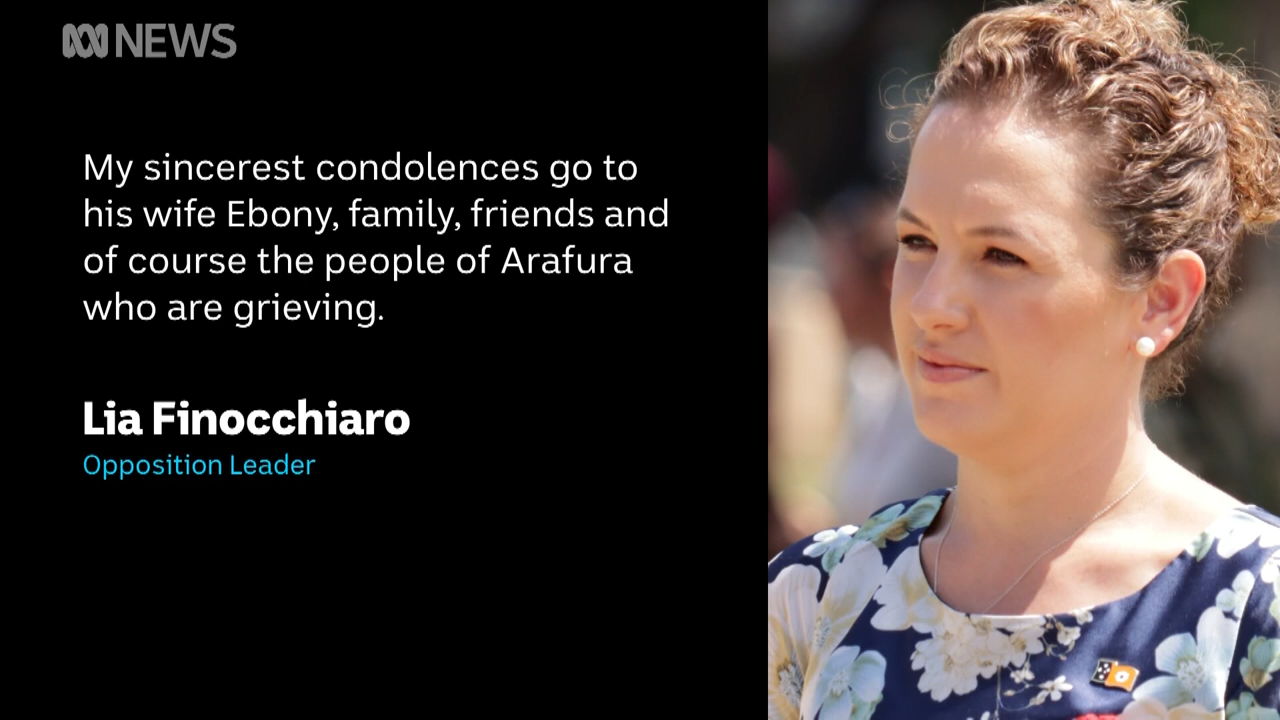 NEWS
My sincerest condolences go to
his wife Ebony, family, friends and
of course the people of Arafura
who are grieving.
Lia Finocchiaro
Opposition Leader